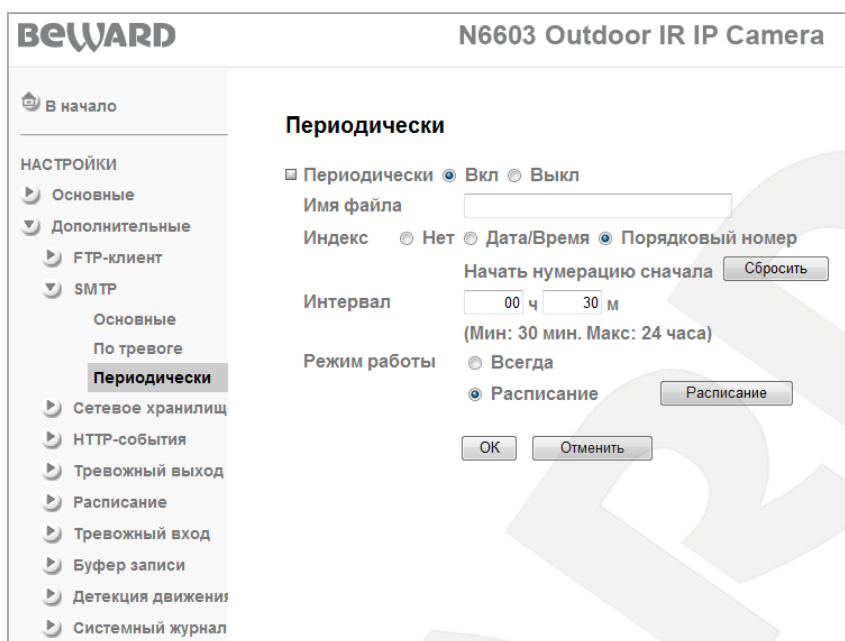 BEWARD
N6603 Outdoor IR IP Camera
В начало
НАСТРОЙКИ
Основные
Дополнительные
FTP-клиент
SMTP
Основные
По тревоге
Периодически
Сетевое хранилищ
HTTP-события
Тревожный выход
Расписание
Тревожный вход
Буфер записи
Детекция движения
Системный журнал
Периодически
Периодически Вкл Выкл
Имя файла
Индекс Нет Дата/Время Порядковый номер
Начать нумерацию сначала Сбросить
Интервал 00 ч 30 м
(Мин: 30 мин. Макс: 24 часа)
Режим работы Всегда
Расписание Расписание
ОК Отменить